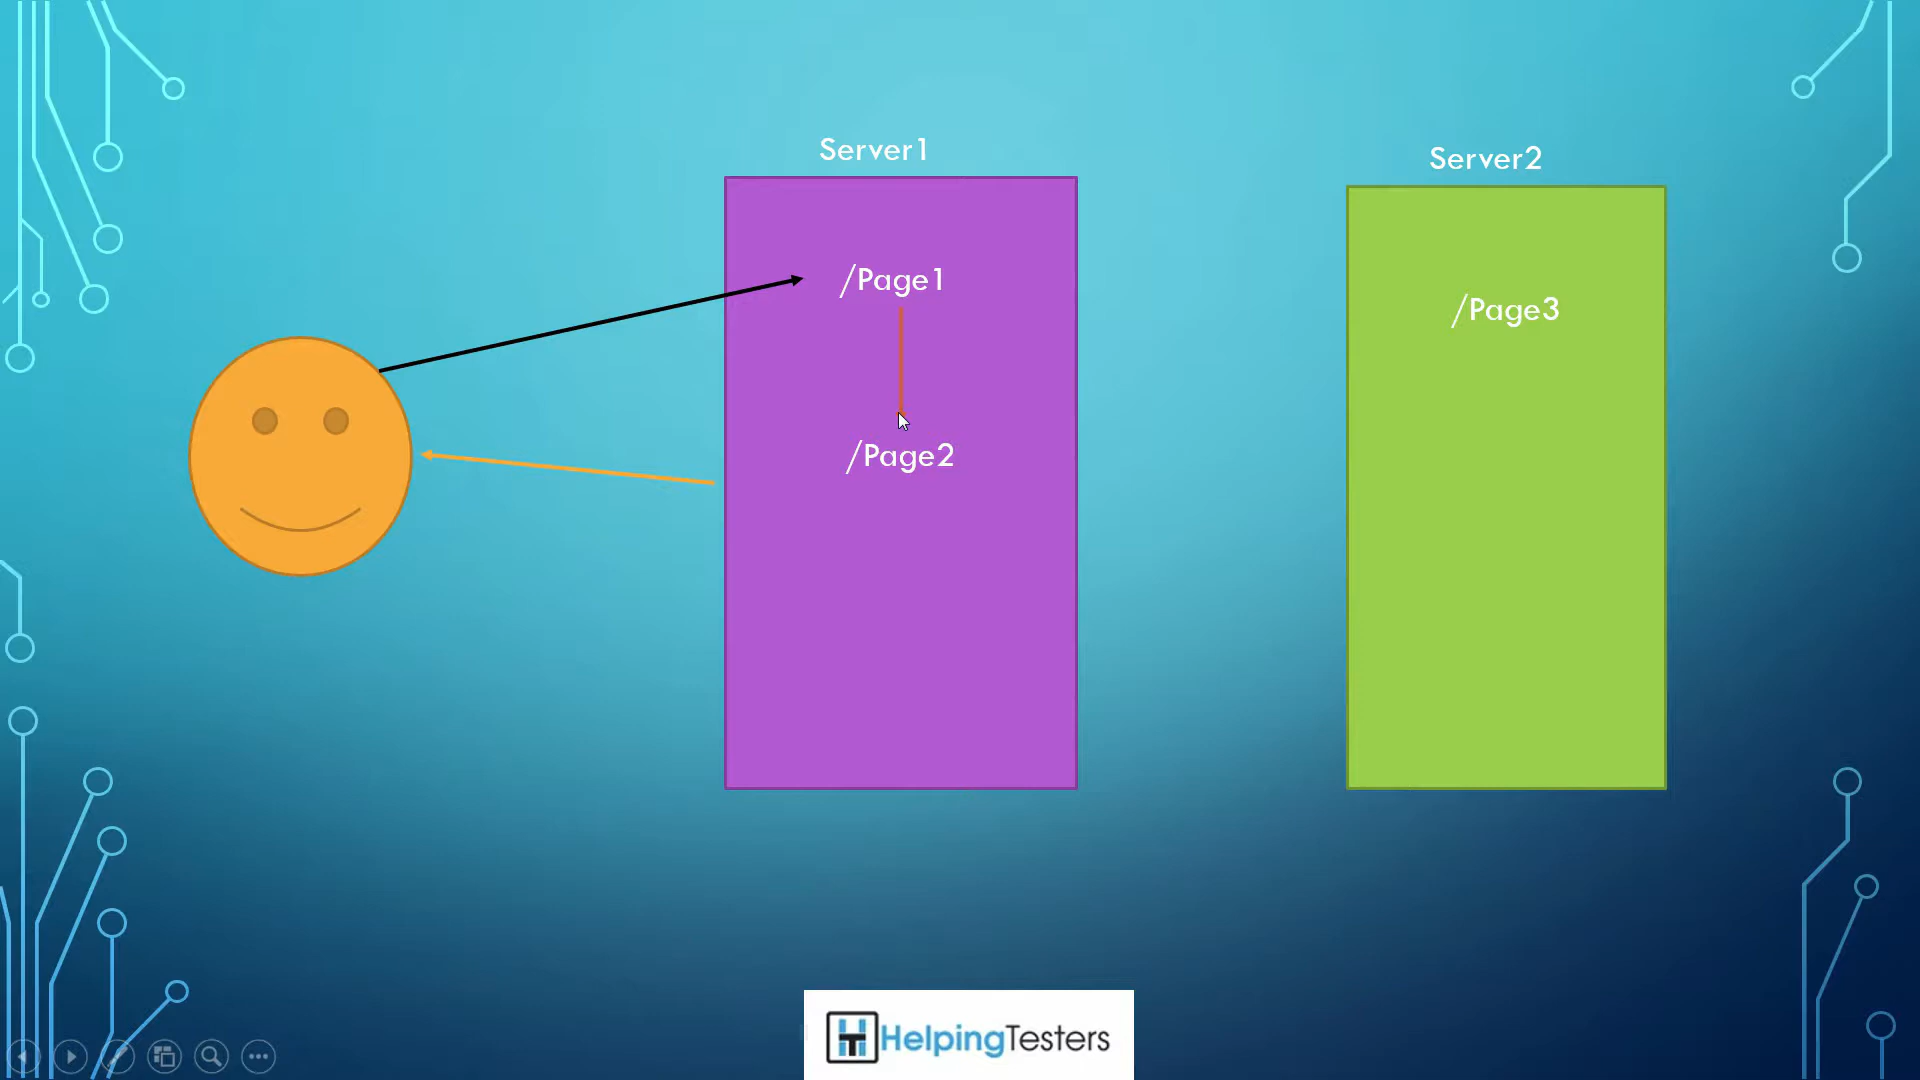 Server1
Server2
/Page1
/Page3
/Page2
HelpingTesters